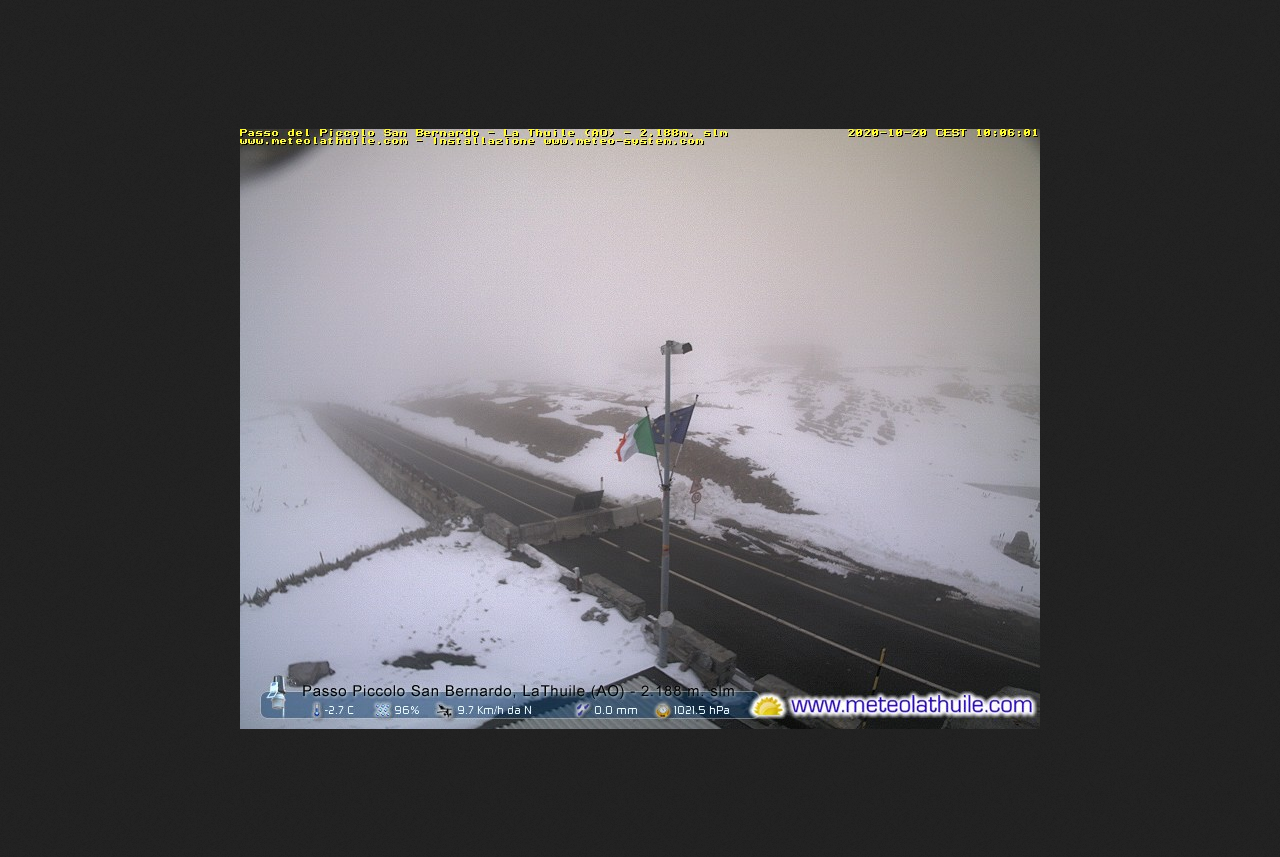 Passo del Piccolo San Bernardo - La Thuile (AO) - 2.188m. slm
2020-10-20 CEST 10:06:01
www.meteolathuile.com - Installazione www.meteo-system.com
Passo Piccolo San Bernardo, LaThuile (AO) - 2.188 m. slm
-2.7 C 96% 9.7 Km/h da N 0.0 mm 1021.5 hPa
www.meteolathuile.com